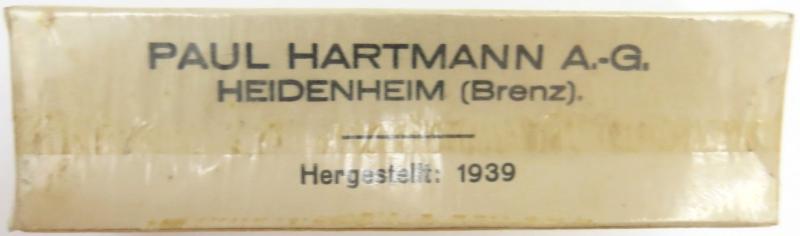 PAUL HARTMANN A.-G.
HEIDENHEIM (Brenz).
Hergestellt: 1939